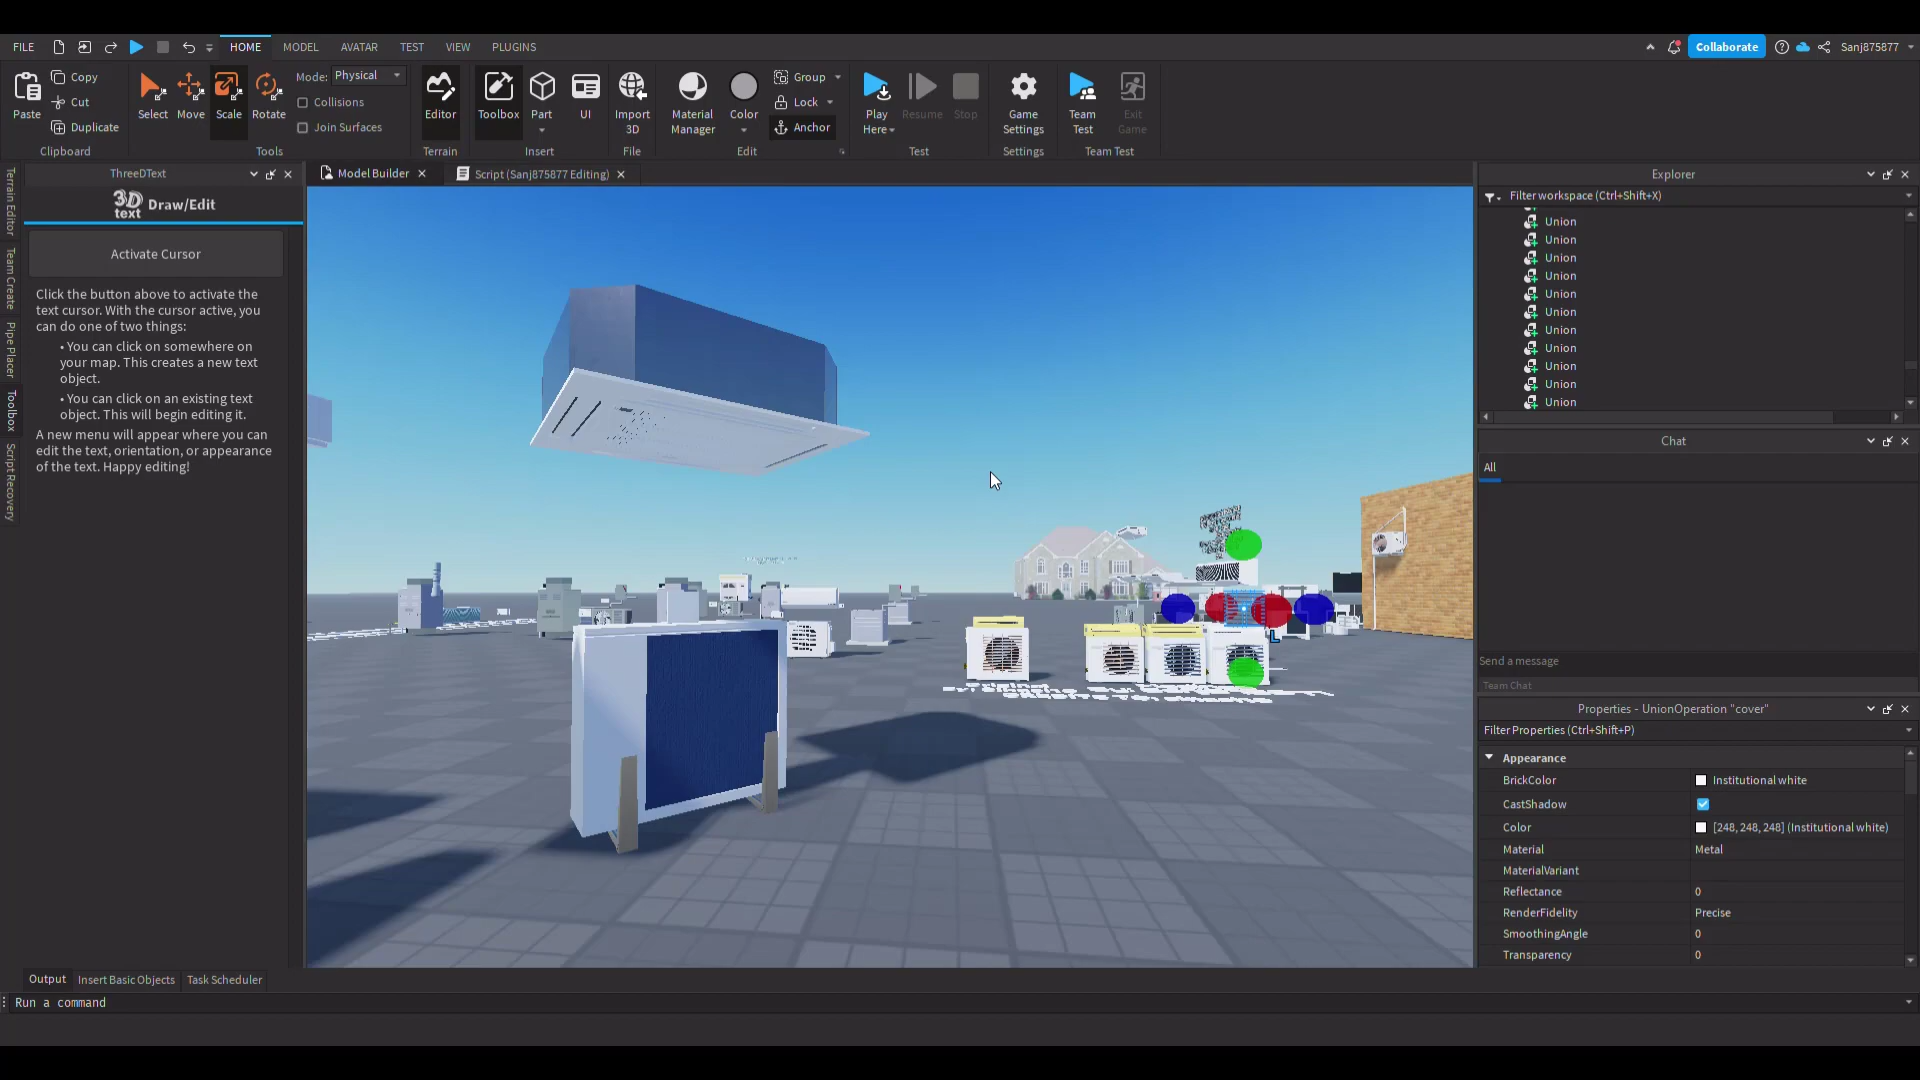 FILE HOME MODEL AVATAR TEST VIEW PLUGINS Collaborate Sanj875877
Paste Copy Cut Duplicate Clipboard
Select Move Scale Rotate Mode: Physical Collisions Join Surfaces Tools
Editor Terrain
Toolbox Part UI Insert
Import 3D File
Material Manager Color Group Lock Anchor Edit
Play Here Resume Stop Test
Game Settings Settings
Team Test Exit Game Team Test
Terrain Editor
Team Create
Pipe Placer
Toolbox
Script Recovery
ThreeDText
3D text Draw/Edit
Activate Cursor
Click the button above to activate the
text cursor. With the cursor active, you
can do one of two things:
• You can click on somewhere on
your map. This creates a new text
object.
• You can click on an existing text
object. This will begin editing it.
A new menu will appear where you can
edit the text, orientation, or appearance
of the text. Happy editing!
Model Builder Script (Sanj875877 Editing)
L
Explorer
Filter workspace (Ctrl+Shift+X)
Union
Union
Union
Union
Union
Union
Union
Union
Union
Union
Union
Chat
All
Send a message
Team Chat
Properties - UnionOperation "cover"
Filter Properties (Ctrl+Shift+P)
Appearance
BrickColor Institutional white
CastShadow
Color [248, 248, 248] (Institutional white)
Material Metal
MaterialVariant
Reflectance 0
RenderFidelity Precise
SmoothingAngle 0
Transparency 0
Output Insert Basic Objects Task Scheduler
Run a command